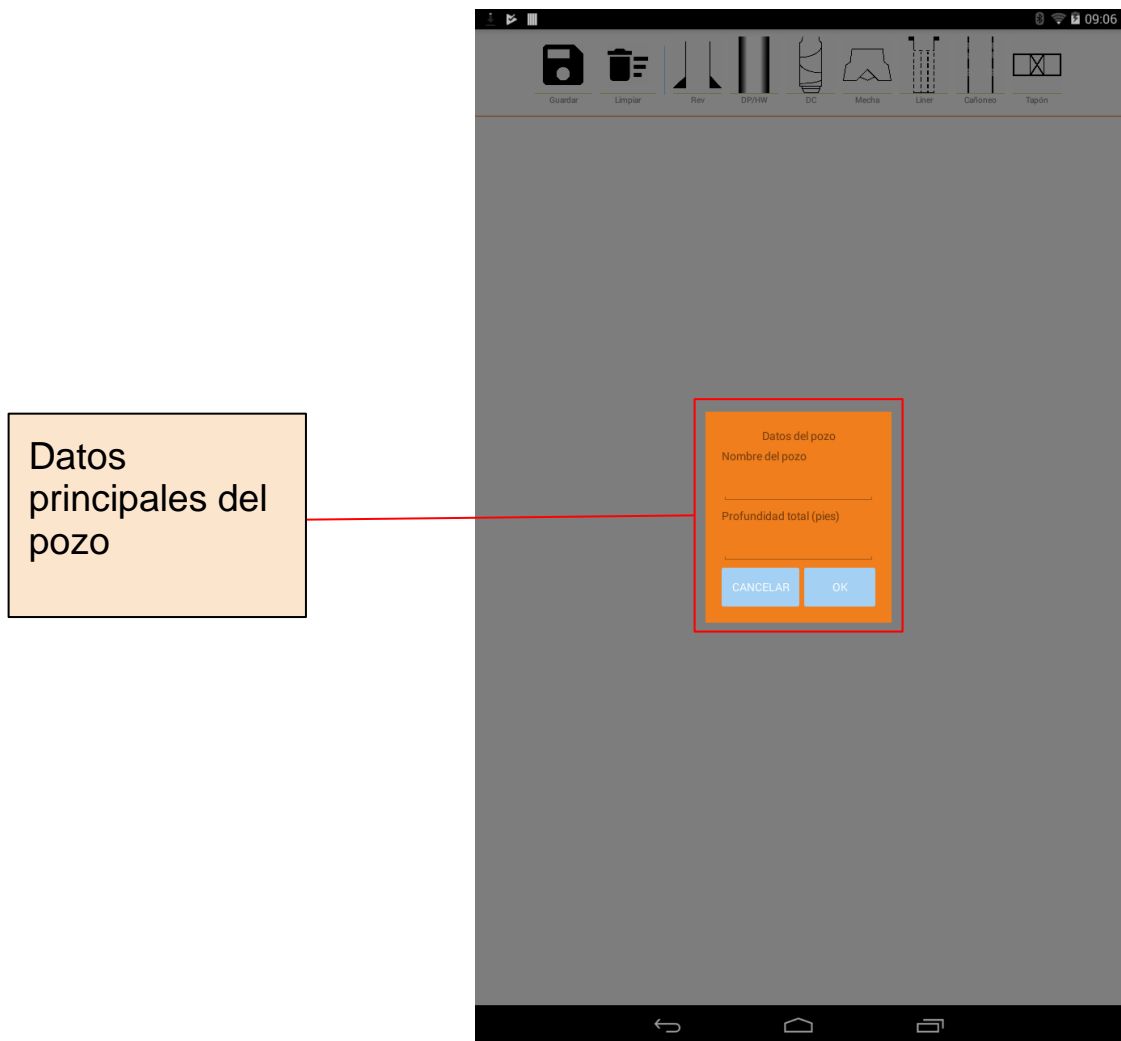 09:06
Guardar Limpiar Rev DP/HW DC Mecha Liner Cañoneo Tapón
Datos
principales del
pozo
Datos del pozo
Nombre del pozo
Profundidad total (pies)
CANCELAR OK